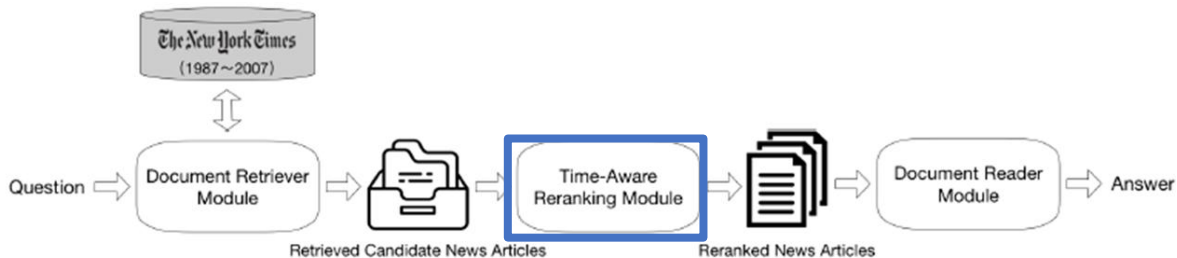 The New York Times
(1987~2007)
Question
Document Retriever
Module
Time-Aware
Reranking Module
Document Reader
Module
Answer
Retrieved Candidate News Articles
Reranked News Articles